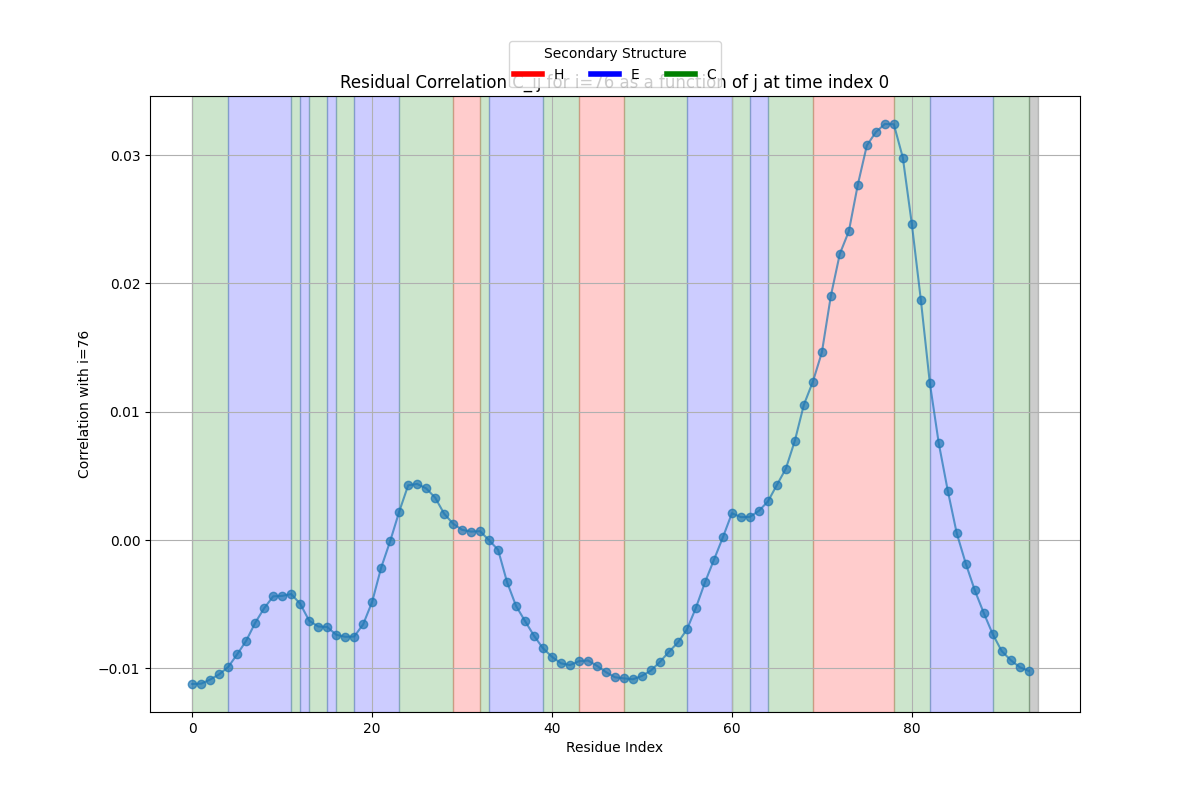 Secondary Structure
H E C
Residual Correlation C_ij for i=76 as a function of j at time index 0
Correlation with i=76
0.03
0.02
0.01
0.00
−0.01
0 20 40 60 80
Residue Index